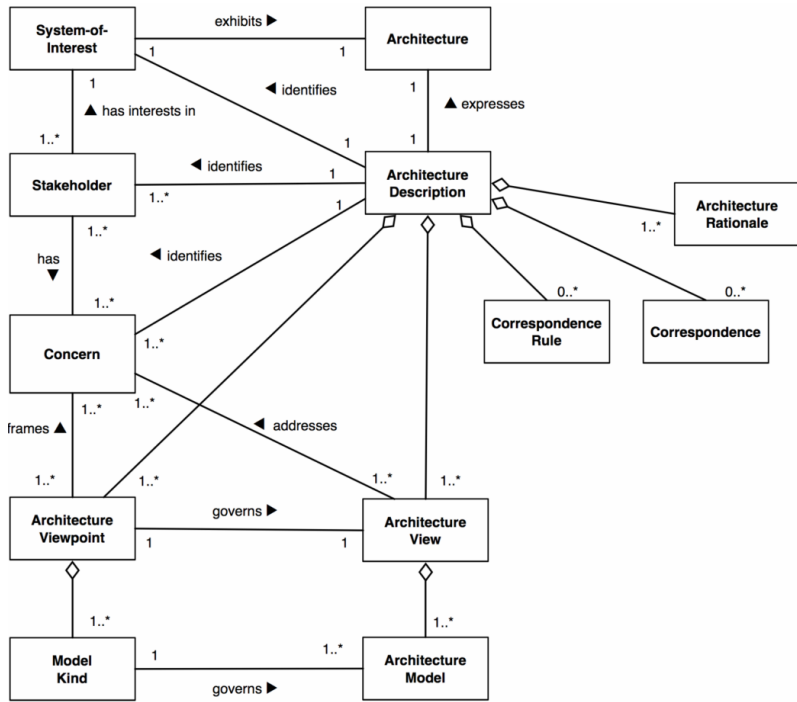 System-of-
Interest
exhibits ▶
Architecture
1
1
1
◀ identifies
1
▲ has interests in
▲ expresses
1..*
1
1
Stakeholder
◀ identifies
1
Architecture
Description
1..*
1
1..*
Architecture
Rationale
1..*
has
▼
◀ identifies
1..*
1..*
0..*
0..*
Concern
Correspondence
Rule
Correspondence
1..*
1..*
frames ▲
◀ addresses
1..*
1..*
1..*
1..*
Architecture
Viewpoint
governs ▶
Architecture
View
1
1
1..*
1..*
Model
Kind
1
1..*
Architecture
Model
governs ▶